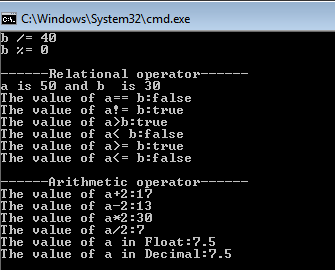 C:\Windows\System32\cmd.exe
b /= 40
b %= 0
------Relational operator------
a is 50 and b  is 30
The value of a== b:false
The value of a!= b:true
The value of a>b:true
The value of a< b:false
The value of a>= b:true
The value of a<= b:false
------Arithmetic operator------
The value of a+2:17
The value of a-2:13
The value of a*2:30
The value of a/2:7
The value of a in Float:7.5
The value of a in Decimal:7.5